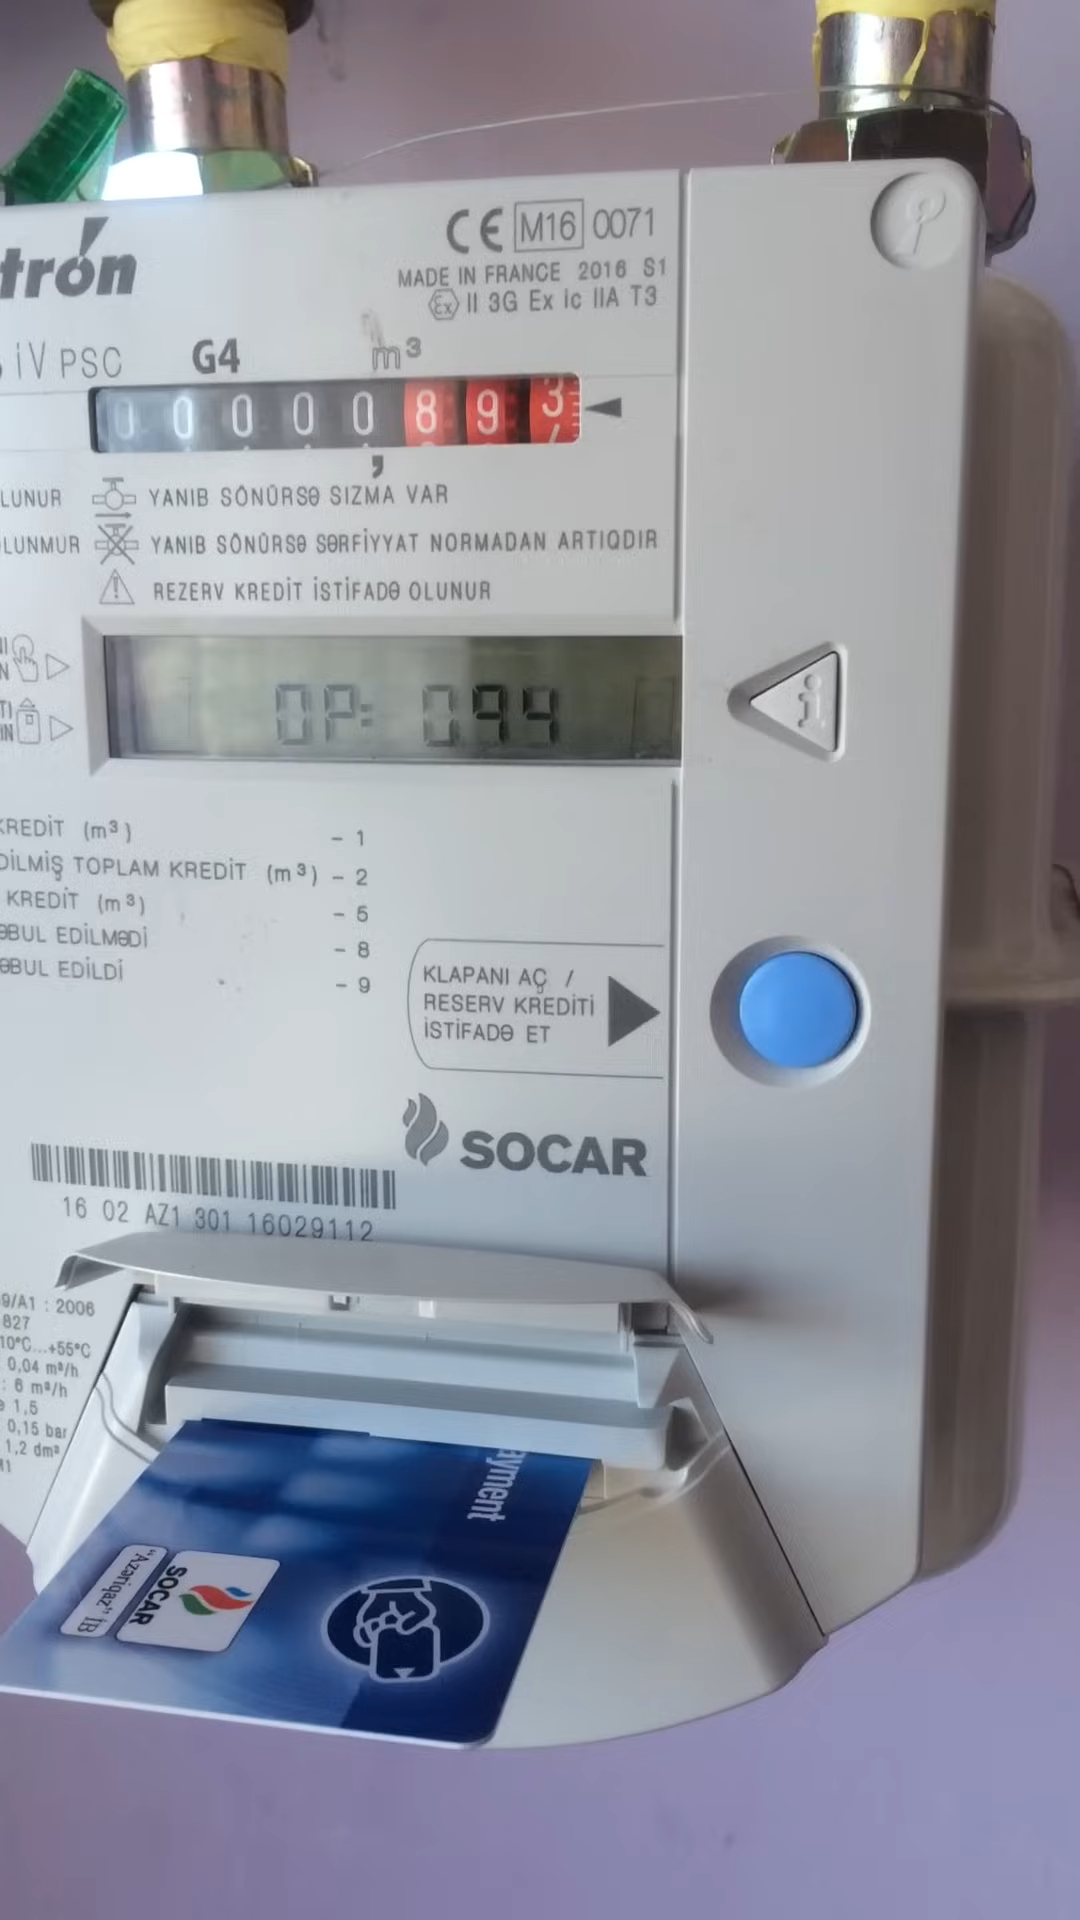 trón
CE M16 0071
MADE IN FRANCE 2016 S1
Ex II 3G Ex ic IIA T3
iV PSC G4 m³
0 0 0 0 0 8 9 3
,
LUNUR YANIB SÖNÜRSƏ SIZMA VAR
LUNMUR YANIB SÖNÜRSƏ SƏRFİYYAT NORMADAN ARTIQDIR
REZERV KREDİT İSTİFADƏ OLUNUR
OP: 099
i
KREDİT (m³) - 1
DİLMİŞ TOPLAM KREDİT (m³) - 2
KREDİT (m³) - 5
ƏBUL EDİLMƏDİ - 8
ƏBUL EDİLDİ - 9
KLAPANI AÇ /
RESERV KREDİTİ
İSTİFADƏ ET
SOCAR
16 02 AZ1 301 16029112
9/A1 : 2006
827
10°C...+55°C
0,04 m³/h
: 6 m³/h
1,5
0,15 bar
1,2 dm³
ayment
SOCAR
"Azəriqaz" İB